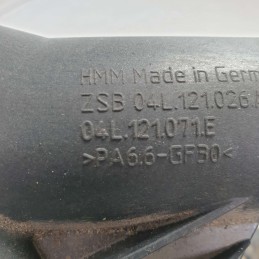 HMM Made in Germ
ZSB 04L.121.026.
04L.121.071.E
>PA6.6-GF30<